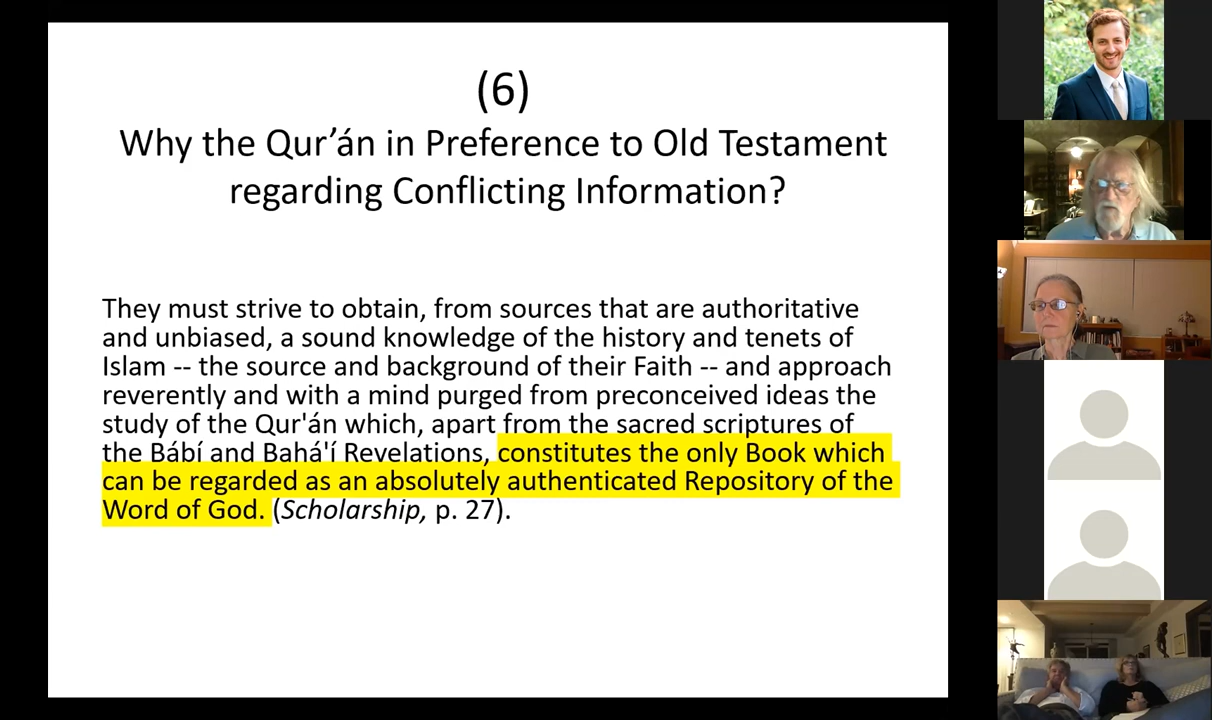 (6)
Why the Qur’án in Preference to Old Testament
regarding Conflicting Information?
They must strive to obtain, from sources that are authoritative
and unbiased, a sound knowledge of the history and tenets of
Islam -- the source and background of their Faith -- and approach
reverently and with a mind purged from preconceived ideas the
study of the Qur'án which, apart from the sacred scriptures of
the Bábí and Bahá'í Revelations, constitutes the only Book which
can be regarded as an absolutely authenticated Repository of the
Word of God. (Scholarship, p. 27).